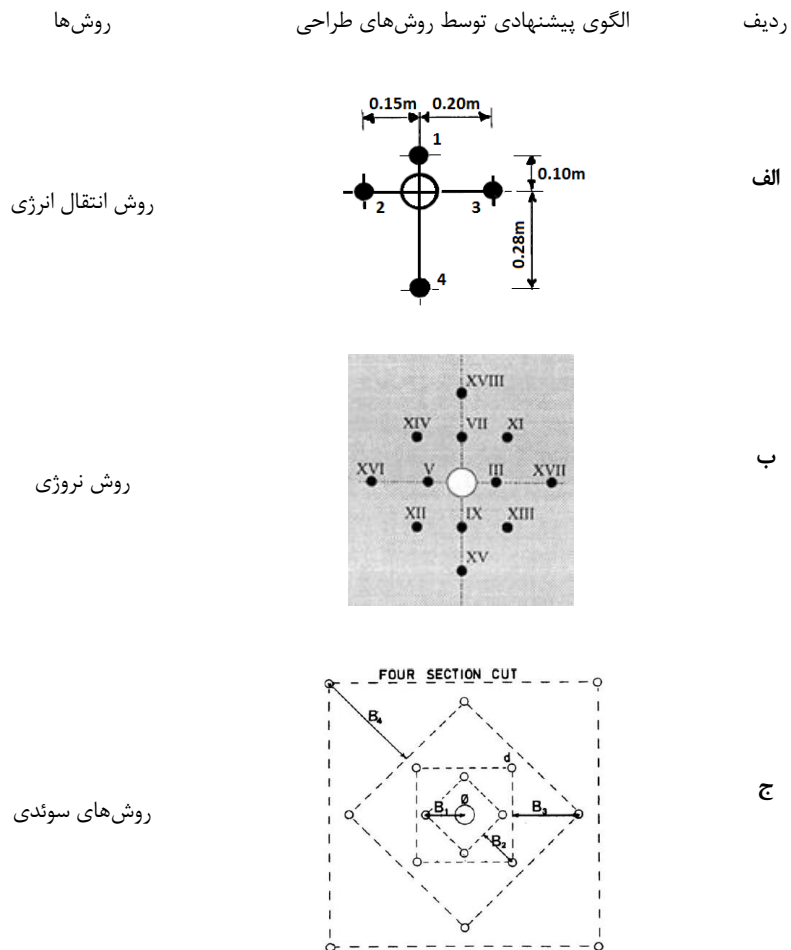 ردیف الگوی پیشنهادی توسط روش‌های طراحی روش‌ها
0.15m 0.20m
1
0.10m
الف
روش انتقال انرژی
2 3
0.28m
4
XVIII
XIV VII XI
ب
XVI V III XVII
روش نروژی
XII IX XIII
XV
FOUR SECTION CUT
B4
d
ج
Ø
B1 B3
روش‌های سوئدی
B2